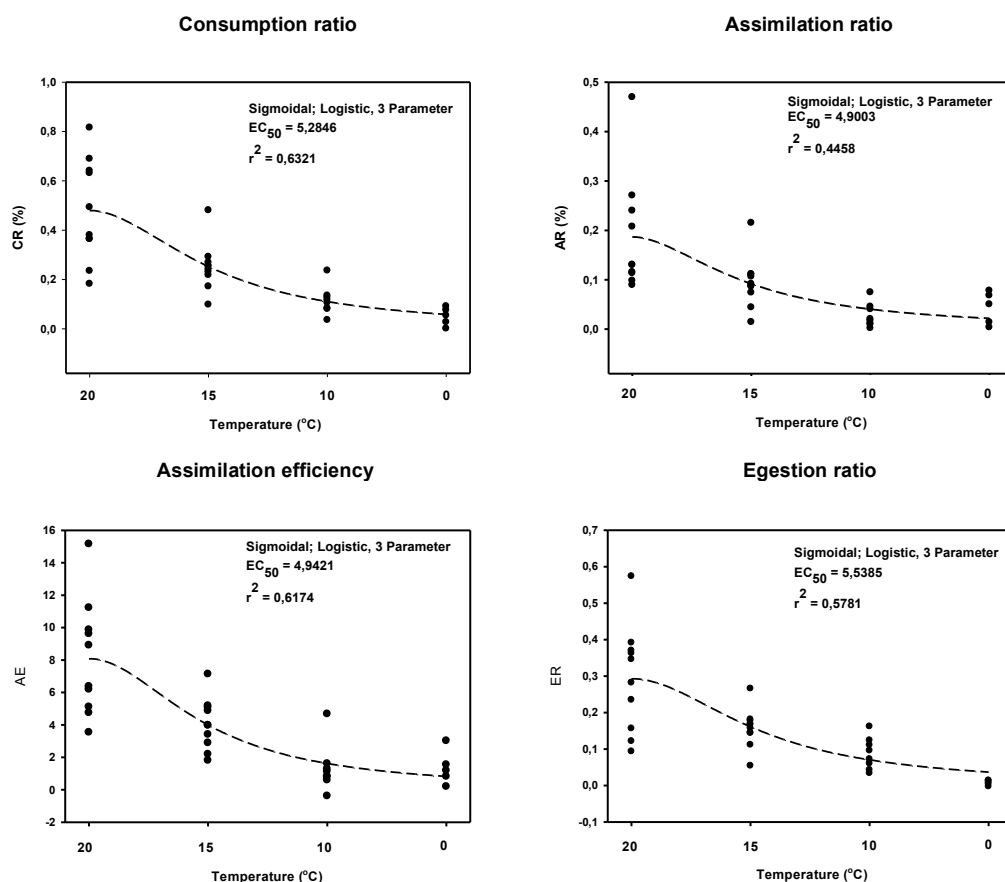 Consumption ratio
1,0
0,8
0,6
0,4
0,2
0,0
CR (%)
Sigmoidal; Logistic, 3 Parameter
EC50 = 5,2846
r2 = 0,6321
20 15 10 0
Temperature (oC)
Assimilation ratio
0,5
0,4
0,3
0,2
0,1
0,0
AR (%)
Sigmoidal; Logistic, 3 Parameter
EC50 = 4,9003
r2 = 0,4458
20 15 10 0
Temperature (oC)
Assimilation efficiency
16
14
12
10
8
6
4
2
0
-2
AE
Sigmoidal; Logistic, 3 Parameter
EC50 = 4,9421
r2 = 0,6174
20 15 10 0
Temperature (oC)
Egestion ratio
0,7
0,6
0,5
0,4
0,3
0,2
0,1
0,0
-0,1
ER
Sigmoidal; Logistic, 3 Parameter
EC50 = 5,5385
r2 = 0,5781
20 15 10 0
Temperature (oC)